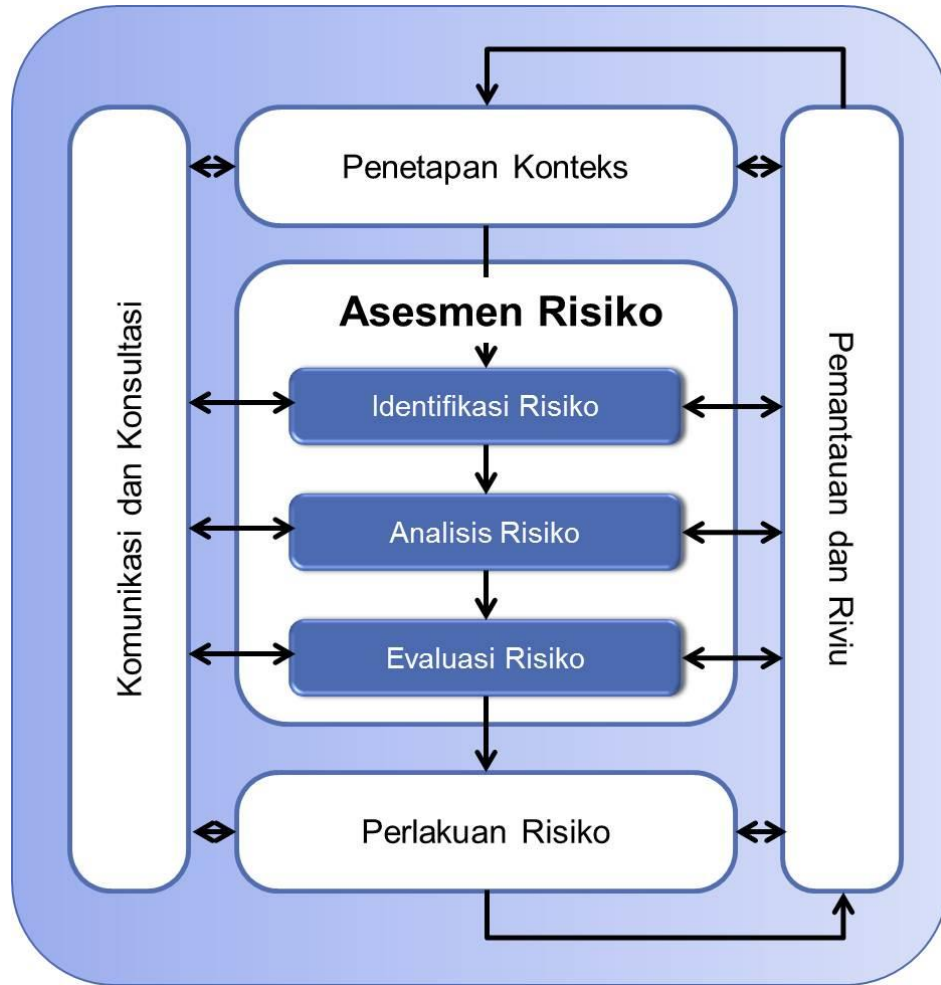 Penetapan Konteks
Komunikasi dan Konsultasi
Asesmen Risiko
Identifikasi Risiko
Analisis Risiko
Evaluasi Risiko
Pemantauan dan Riviu
Perlakuan Risiko